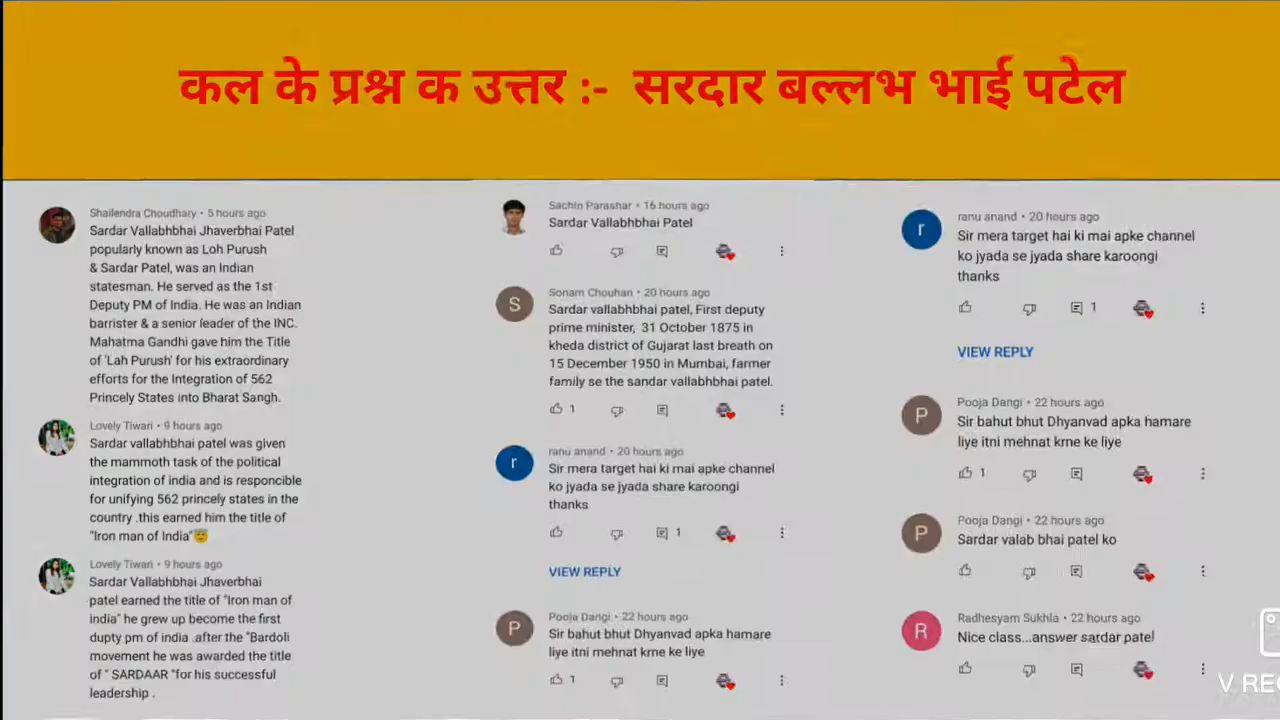 कल के प्रश्न क उत्तर :- सरदार बल्लभ भाई पटेल
Shailendra Choudhary • 5 hours ago
Sardar Vallabhbhai Jhaverbhai Patel
popularly known as Loh Purush
& Sardar Patel, was an Indian
statesman. He served as the 1st
Deputy PM of India. He was an Indian
barrister & a senior leader of the INC.
Mahatma Gandhi gave him the Title
of 'Lah Purush' for his extraordinary
efforts for the Integration of 562
Princely States into Bharat Sangh.
Lovely Tiwari • 9 hours ago
Sardar vallabhbhai patel was given
the mammoth task of the political
integration of india and is responcible
for unifying 562 princely states in the
country .this earned him the title of
"Iron man of India"😇
Lovely Tiwari • 9 hours ago
Sardar Vallabhbhai Jhaverbhai
patel earned the title of "Iron man of
india" he grew up become the first
dupty pm of india .after the "Bardoli
movement he was awarded the title
of " SARDAAR "for his successful
leadership .
Sachin Parashar • 16 hours ago
Sardar Vallabhbhai Patel
S
Sonam Chouhan • 20 hours ago
Sardar vallabhbhai patel, First deputy
prime minister, 31 October 1875 in
kheda district of Gujarat last breath on
15 December 1950 in Mumbai, farmer
family se the sandar vallabhbhai patel.
1
r
ranu anand • 20 hours ago
Sir mera target hai ki mai apke channel
ko jyada se jyada share karoongi
thanks
1
VIEW REPLY
P
Pooja Dangi • 22 hours ago
Sir bahut bhut Dhyanvad apka hamare
liye itni mehnat krne ke liye
1
r
ranu anand • 20 hours ago
Sir mera target hai ki mai apke channel
ko jyada se jyada share karoongi
thanks
1
VIEW REPLY
P
Pooja Dangi • 22 hours ago
Sir bahut bhut Dhyanvad apka hamare
liye itni mehnat krne ke liye
1
P
Pooja Dangi • 22 hours ago
Sardar valab bhai patel ko
R
Radhesyam Sukhla • 22 hours ago
Nice class...answer sardar patel
V REC